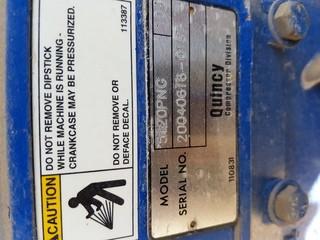 CAUTION
DO NOT REMOVE DIPSTICK
WHILE MACHINE IS RUNNING -
CRANKCASE MAY BE PRESSURIZED.
DO NOT REMOVE OR
DEFACE DECAL.
113387
MODEL
SERIAL NO.
Quincy
Compressor Division
110831